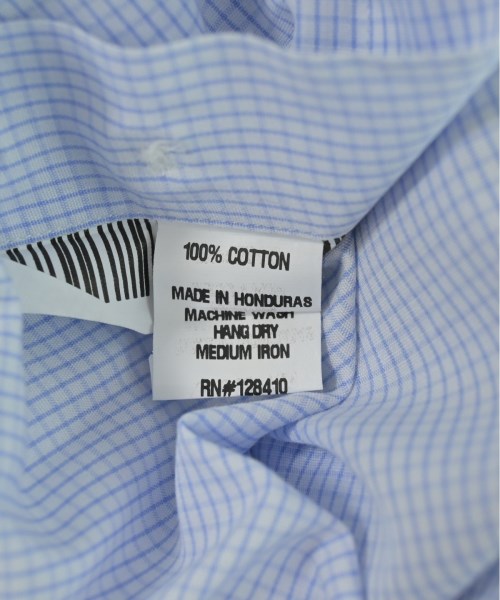 100% COTTON
MADE IN HONDURAS
MACHINE WASH
HANG DRY
MEDIUM IRON
RN#128410